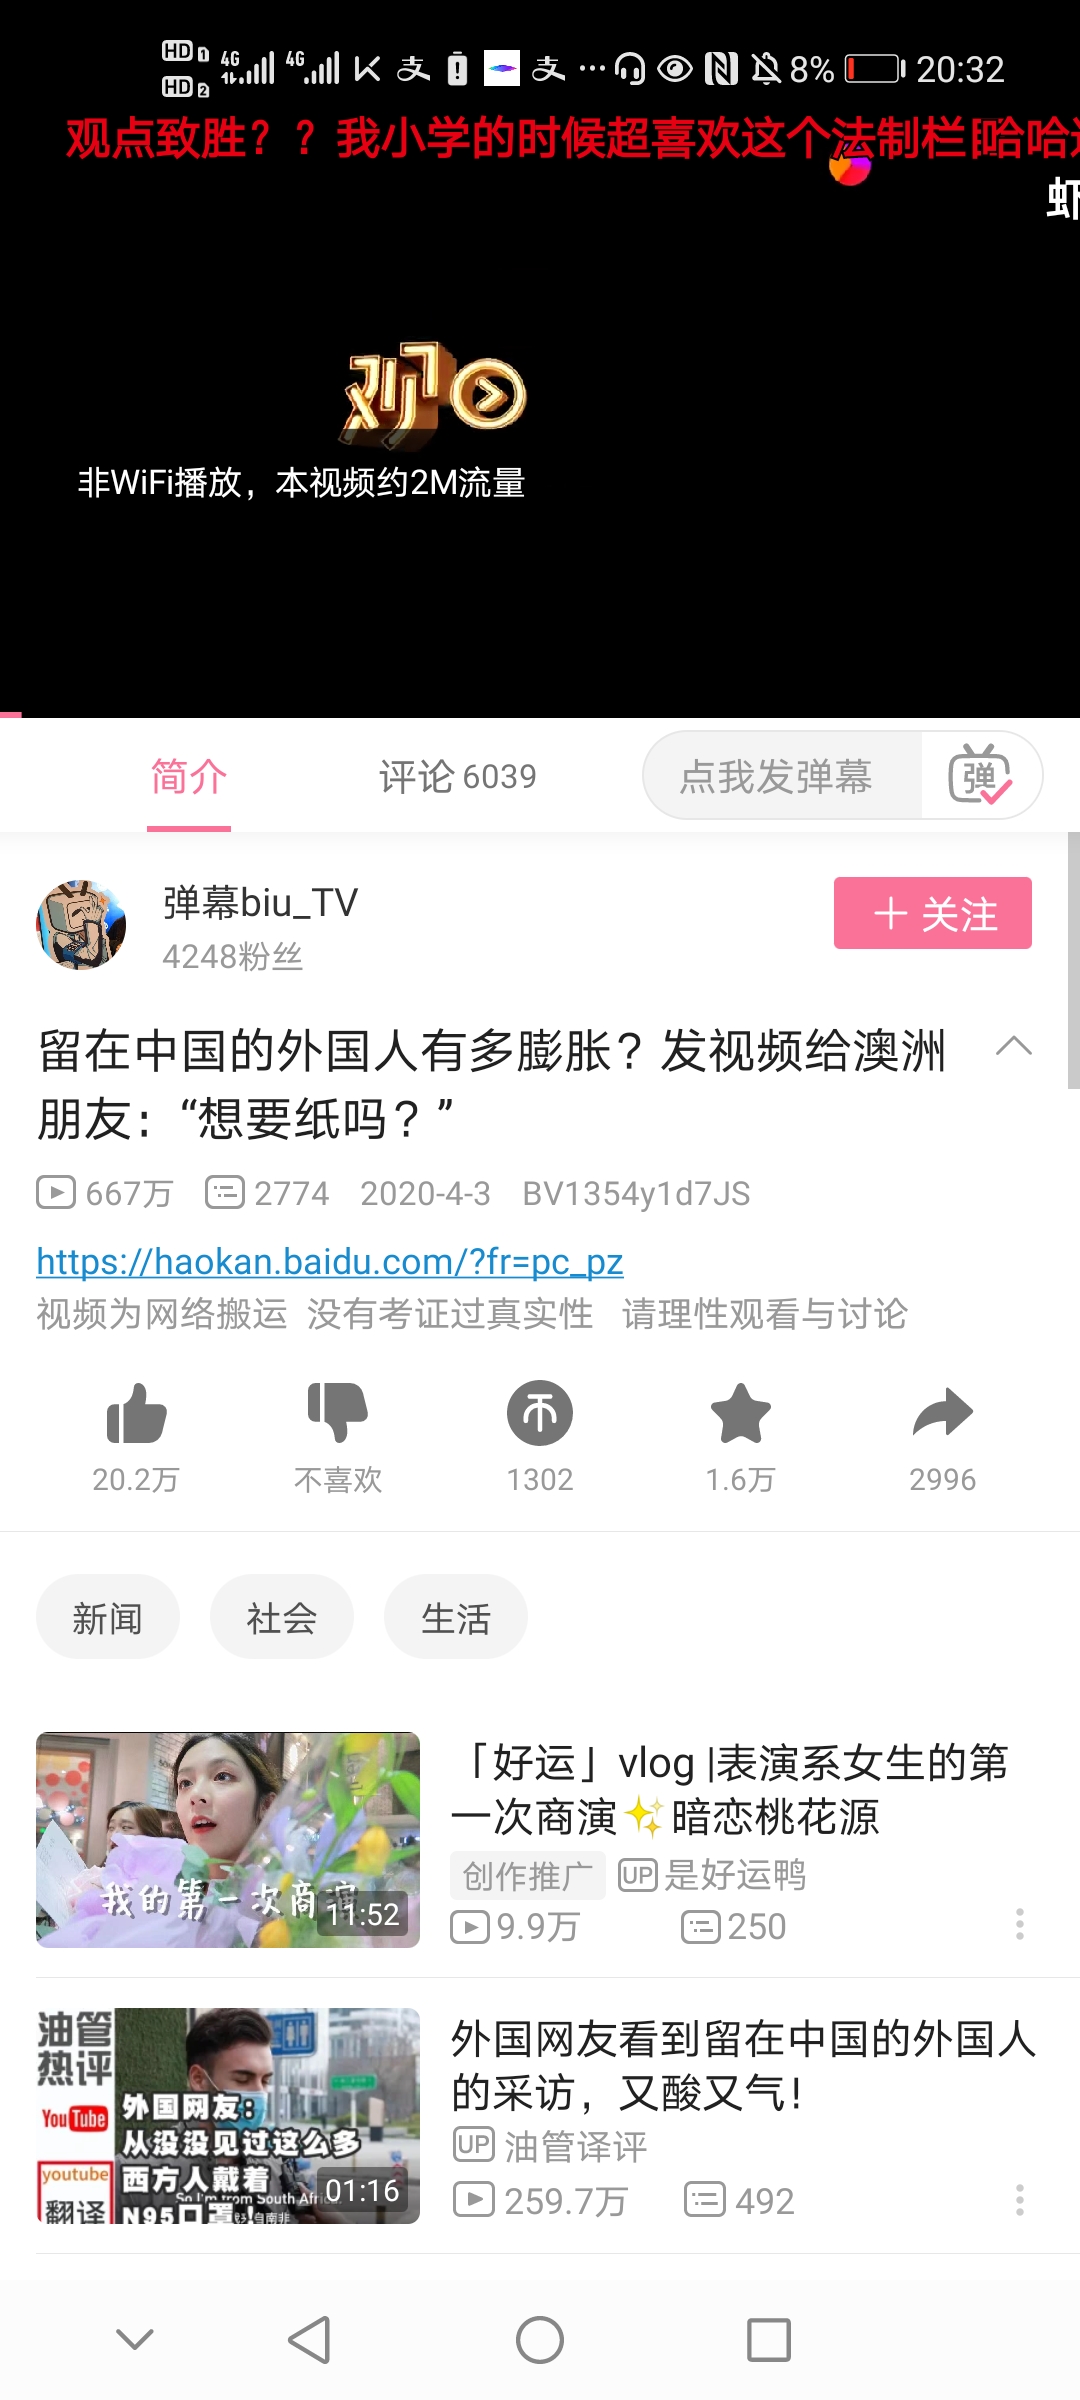 HD 1 4G 4G 8% 20:32
HD 2
观点致胜？？我小学的时候超喜欢这个法制栏目
哈哈
虾
观
非WiFi播放，本视频约2M流量
简介 评论 6039 点我发弹幕 弹
弹幕biu_TV
4248粉丝
＋ 关注
留在中国的外国人有多膨胀？发视频给澳洲
朋友：“想要纸吗？”
667万 2774 2020-4-3 BV1354y1d7JS
https://haokan.baidu.com/?fr=pc_pz
视频为网络搬运 没有考证过真实性 请理性观看与讨论
20.2万 不喜欢 1302 1.6万 2996
新闻 社会 生活
我的第一次商演
11:52
「好运」vlog |表演系女生的第
一次商演✨暗恋桃花源
创作推广 UP 是好运鸭
9.9万 250
油管
热评
YouTube
youtube
翻译
外国网友：
从没没见过这么多
西方人戴着
N95口罩！
So I'm from South Afri
01:16
外国网友看到留在中国的外国人
的采访，又酸又气！
UP 油管译评
259.7万 492